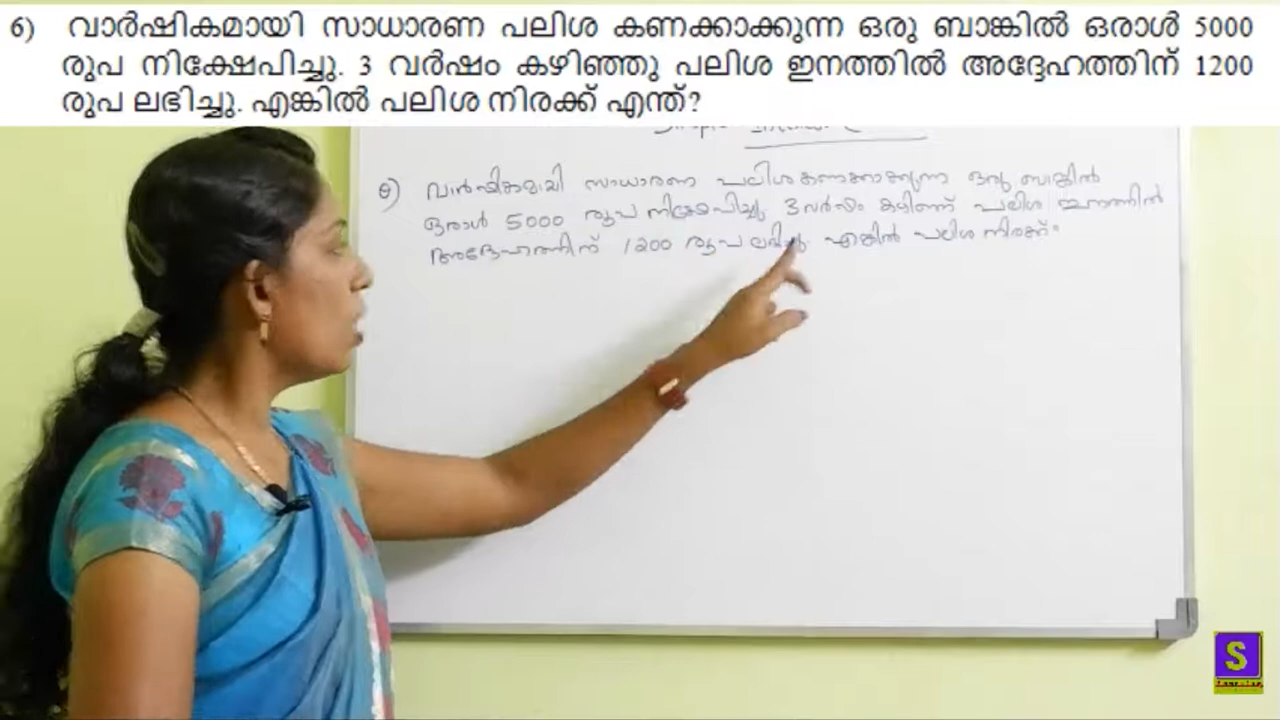 6) വാർഷികമായി സാധാരണ പലിശ കണക്കാക്കുന്ന ഒരു ബാങ്കിൽ ഒരാൾ 5000
രുപ നിക്ഷേപിച്ചു. 3 വർഷം കഴിഞ്ഞു പലിശ ഇനത്തിൽ അദ്ദേഹത്തിന് 1200
രുപ ലഭിച്ചു. എങ്കിൽ പലിശ നിരക്ക് എന്ത്?
വാർഷികമായി സാധാരണ പലിശ കണക്കാക്കുന്ന ഒരു ബാങ്കിൽ
ഒരാൾ 5000 രൂപ നിക്ഷേപിച്ചു. 3 വർഷം കഴിഞ്ഞ് പലിശ ഇനത്തിൽ
അദ്ദേഹത്തിന് 1200 രൂപ ലഭിച്ചു. എങ്കിൽ പലിശ നിരക്ക്
S